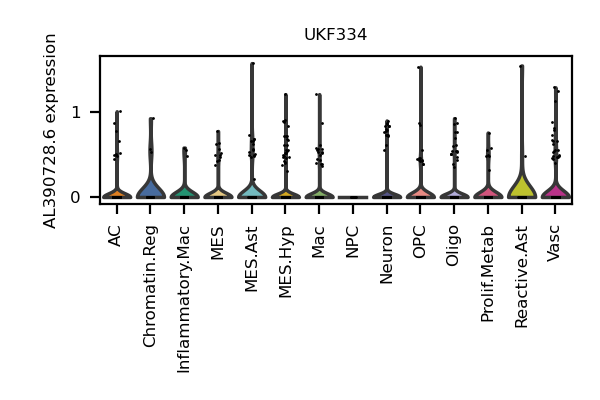 UKF334
AL390728.6 expression
1
0
AC
Chromatin.Reg
Inflammatory.Mac
MES
MES.Ast
MES.Hyp
Mac
NPC
Neuron
OPC
Oligo
Prolif.Metab
Reactive.Ast
Vasc